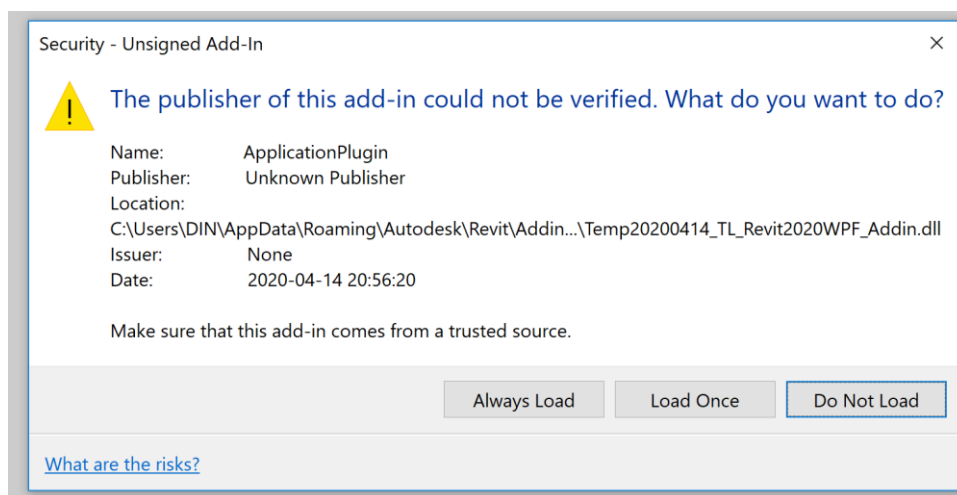 Security - Unsigned Add-In
The publisher of this add-in could not be verified. What do you want to do?
Name: ApplicationPlugin
Publisher: Unknown Publisher
Location:
C:\Users\DIN\AppData\Roaming\Autodesk\Revit\Addin...\Temp20200414_TL_Revit2020WPF_Addin.dll
Issuer: None
Date: 2020-04-14 20:56:20
Make sure that this add-in comes from a trusted source.
Always Load Load Once Do Not Load
What are the risks?